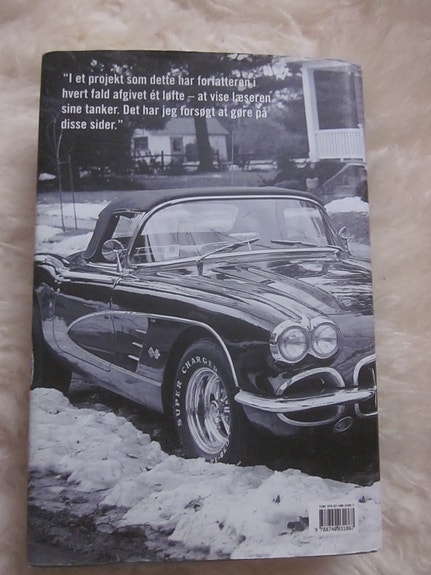 "I et projekt som dette har forfatteren i
hvert fald afgivet ét løfte – at vise læseren
sine tanker. Det har jeg forsøgt at gøre på
disse sider."
SUPER CHARGER